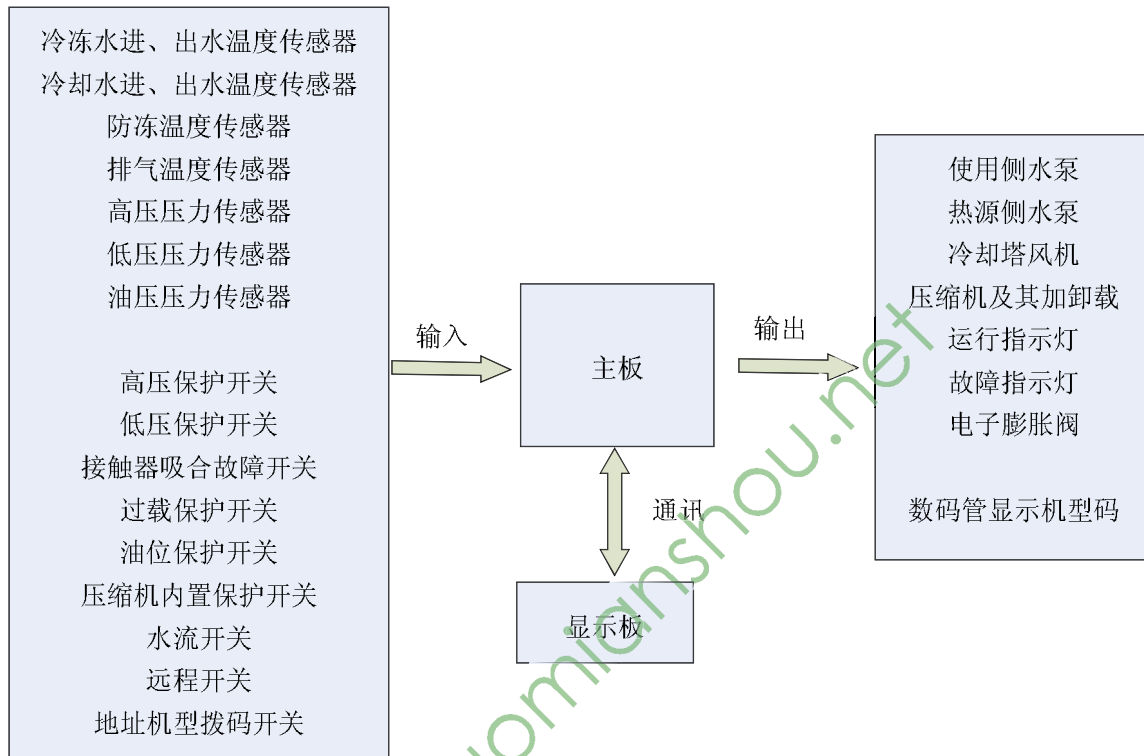 冷冻水进、出水温度传感器
冷却水进、出水温度传感器
防冻温度传感器
排气温度传感器
高压压力传感器
低压压力传感器
油压压力传感器
高压保护开关
低压保护开关
接触器吸合故障开关
过载保护开关
油位保护开关
压缩机内置保护开关
水流开关
远程开关
地址机型拨码开关
输入
主板
通讯
显示板
输出
使用侧水泵
热源侧水泵
冷却塔风机
压缩机及其加卸载
运行指示灯
故障指示灯
电子膨胀阀
数码管显示机型码
uomianshou.net